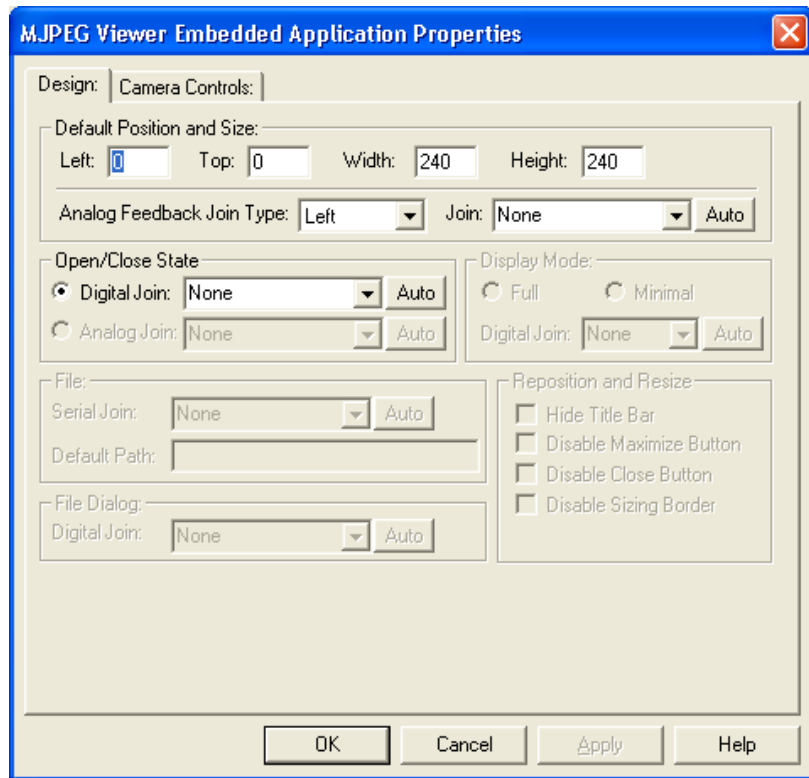 MJPEG Viewer Embedded Application Properties
Design: Camera Controls:
Default Position and Size:
Left: 0 Top: 0 Width: 240 Height: 240
Analog Feedback Join Type: Left Join: None Auto
Open/Close State
Digital Join: None Auto
Analog Join: None Auto
Display Mode:
Full Minimal
Digital Join: None Auto
File:
Serial Join: None Auto
Default Path:
Reposition and Resize
Hide Title Bar
Disable Maximize Button
Disable Close Button
Disable Sizing Border
File Dialog:
Digital Join: None Auto
OK Cancel Apply Help